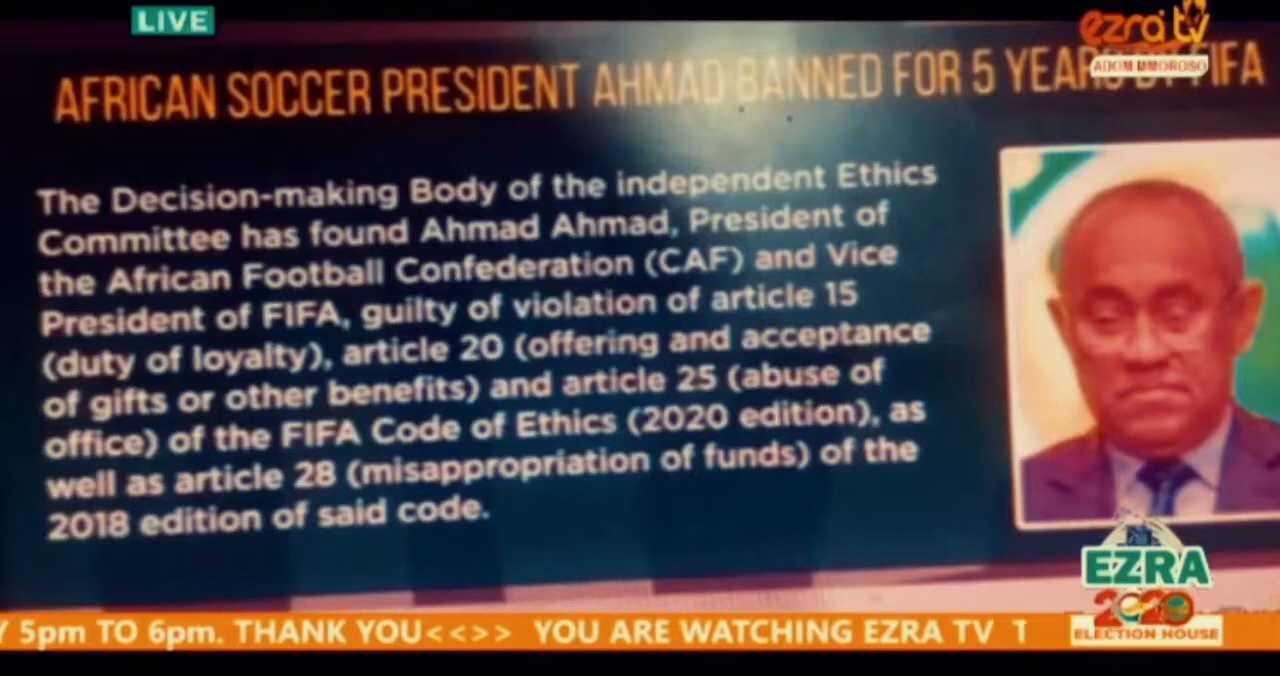 LIVE
ezra tv
ADOM MMOROSO
AFRICAN SOCCER PRESIDENT AHMAD BANNED FOR 5 YEARS BY FIFA
The Decision-making Body of the independent Ethics
Committee has found Ahmad Ahmad, President of
the African Football Confederation (CAF) and Vice
President of FIFA, guilty of violation of article 15
(duty of loyalty), article 20 (offering and acceptance
of gifts or other benefits) and article 25 (abuse of
office) of the FIFA Code of Ethics (2020 edition), as
well as article 28 (misappropriation of funds) of the
2018 edition of said code.
EZRA
2020
ELECTION HOUSE
Y 5pm TO 6pm. THANK YOU<<>> YOU ARE WATCHING EZRA TV T